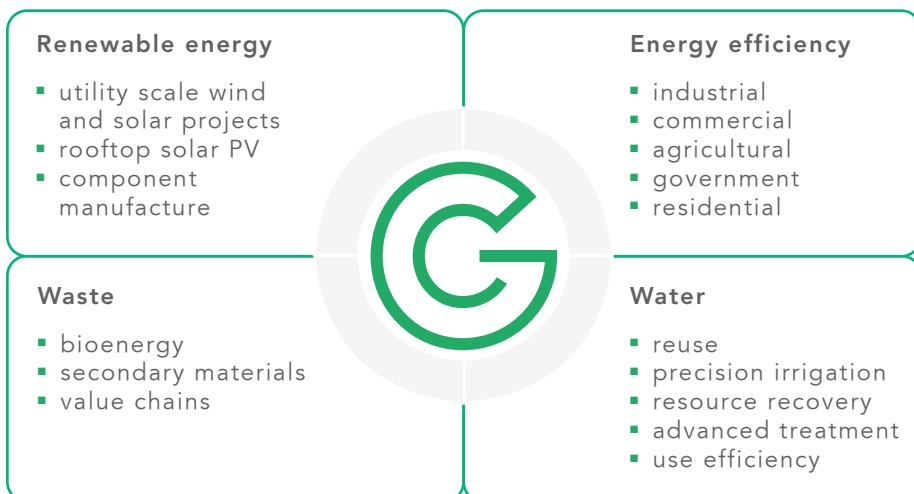 Renewable energy
utility scale wind
and solar projects
rooftop solar PV
component
manufacture
Energy efficiency
industrial
commercial
agricultural
government
residential
Waste
bioenergy
secondary materials
value chains
Water
reuse
precision irrigation
resource recovery
advanced treatment
use efficiency